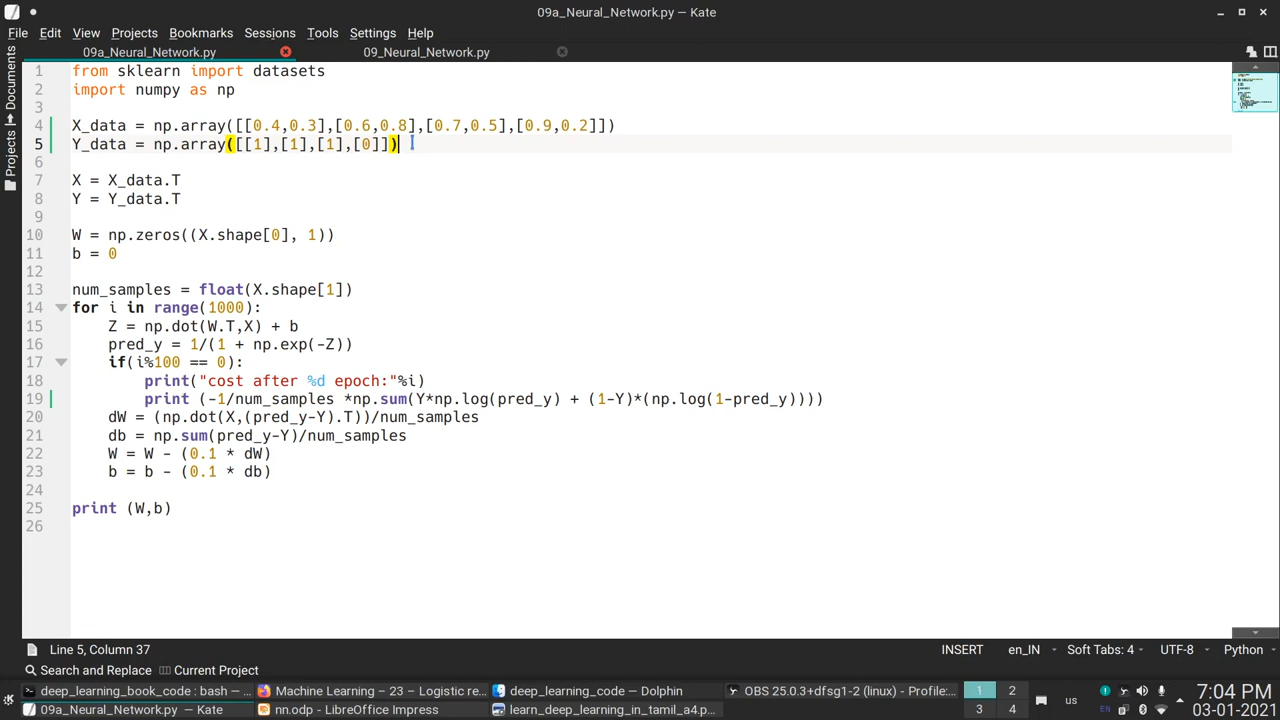 09a_Neural_Network.py — Kate
File Edit View Projects Bookmarks Sessions Tools Settings Help
09a_Neural_Network.py 09_Neural_Network.py
Documents
Projects
1 from sklearn import datasets
2 import numpy as np
3
4 X_data = np.array([[0.4,0.3],[0.6,0.8],[0.7,0.5],[0.9,0.2]])
5 Y_data = np.array([[1],[1],[1],[0]])
6
7 X = X_data.T
8 Y = Y_data.T
9
10 W = np.zeros((X.shape[0], 1))
11 b = 0
12
13 num_samples = float(X.shape[1])
14 for i in range(1000):
15     Z = np.dot(W.T,X) + b
16     pred_y = 1/(1 + np.exp(-Z))
17     if(i%100 == 0):
18         print("cost after %d epoch:"%i)
19         print (-1/num_samples *np.sum(Y*np.log(pred_y) + (1-Y)*(np.log(1-pred_y))))
20     dW = (np.dot(X,(pred_y-Y).T))/num_samples
21     db = np.sum(pred_y-Y)/num_samples
22     W = W - (0.1 * dW)
23     b = b - (0.1 * db)
24
25 print (W,b)
26
Line 5, Column 37 INSERT en_IN Soft Tabs: 4 UTF-8 Python
Search and Replace Current Project
deep_learning_book_code : bash — ... Machine Learning – 23 – Logistic re... deep_learning_code — Dolphin OBS 25.0.3+dfsg1-2 (linux) - Profile:... 1 2
09a_Neural_Network.py — Kate nn.odp — LibreOffice Impress learn_deep_learning_in_tamil_a4.p... 3 4
us EN 7:04 PM
03-01-2021